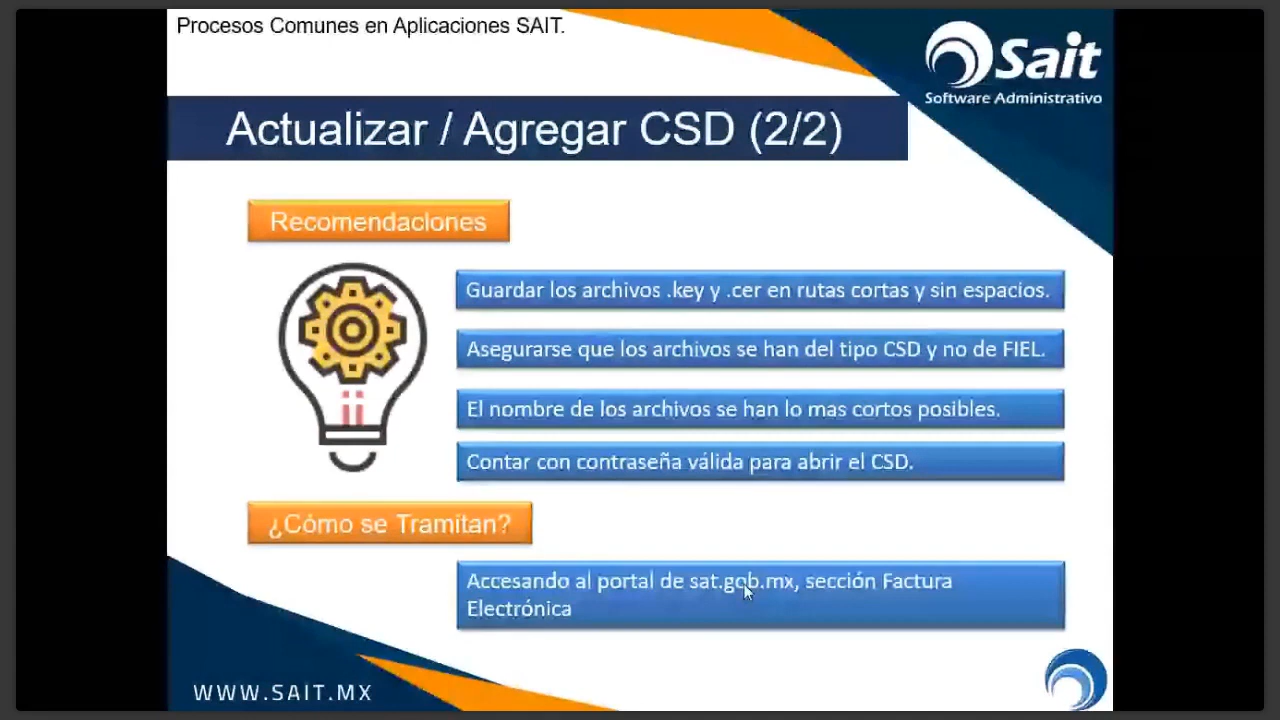 Procesos Comunes en Aplicaciones SAIT.
Sait
Software Administrativo
Actualizar / Agregar CSD (2/2)
Recomendaciones
Guardar los archivos .key y .cer en rutas cortas y sin espacios.
Asegurarse que los archivos se han del tipo CSD y no de FIEL.
El nombre de los archivos se han lo mas cortos posibles.
Contar con contraseña válida para abrir el CSD.
¿Cómo se Tramitan?
Accesando al portal de sat.gob.mx, sección Factura
Electrónica
WWW.SAIT.MX